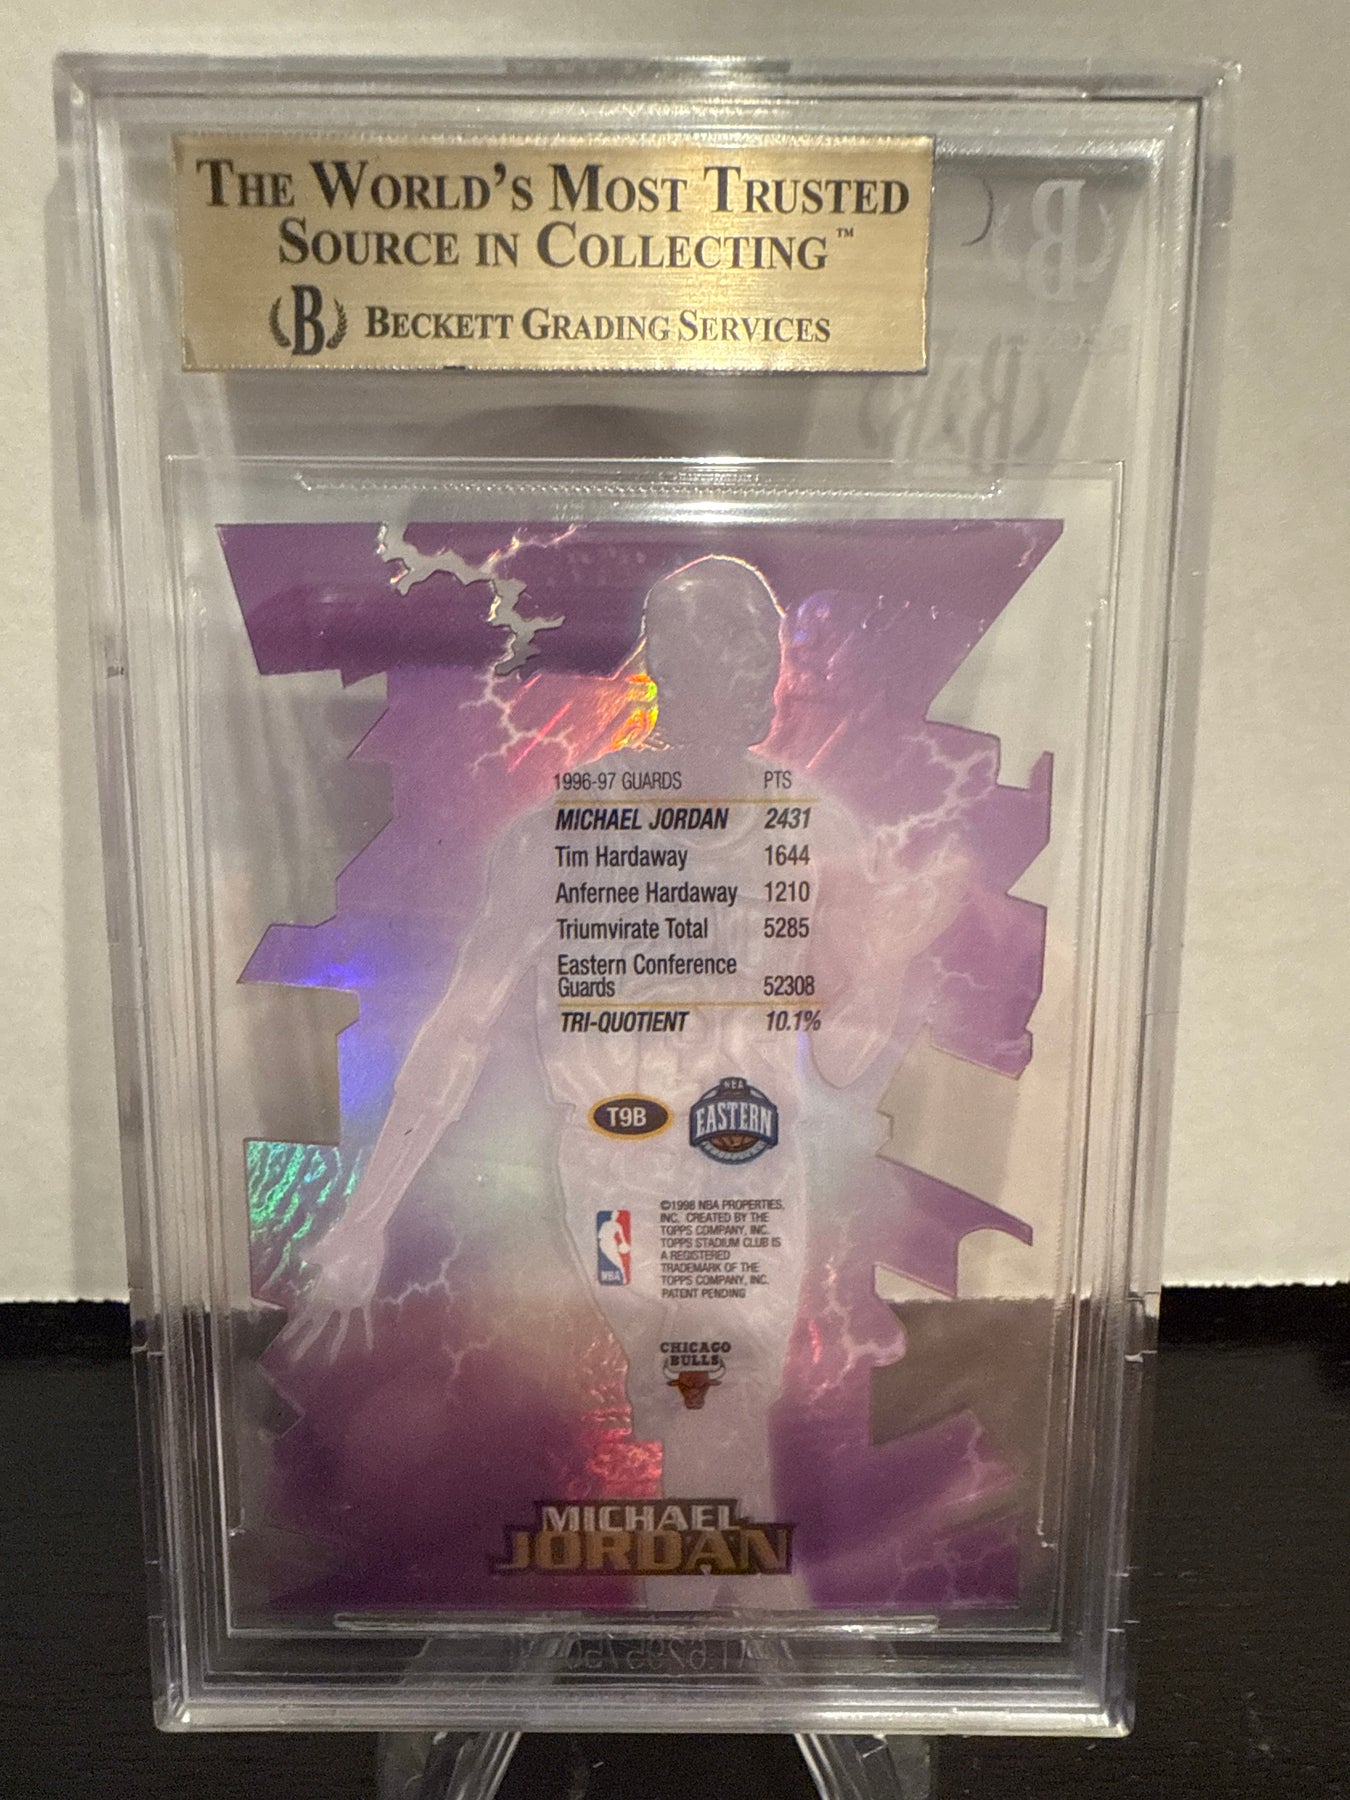 THE WORLD'S MOST TRUSTED
SOURCE IN COLLECTING™
B BECKETT GRADING SERVICES
1996-97 GUARDS PTS
MICHAEL JORDAN 2431
Tim Hardaway 1644
Anfernee Hardaway 1210
Triumvirate Total 5285
Eastern Conference
Guards 52308
TRI-QUOTIENT 10.1%
T9B
NBA
EASTERN
©1998 NBA PROPERTIES,
INC. CREATED BY THE
TOPPS COMPANY, INC.
TOPPS STADIUM CLUB IS
A REGISTERED
TRADEMARK OF THE
TOPPS COMPANY, INC.
PATENT PENDING
NBA
CHICAGO
BULLS
MICHAEL
JORDAN